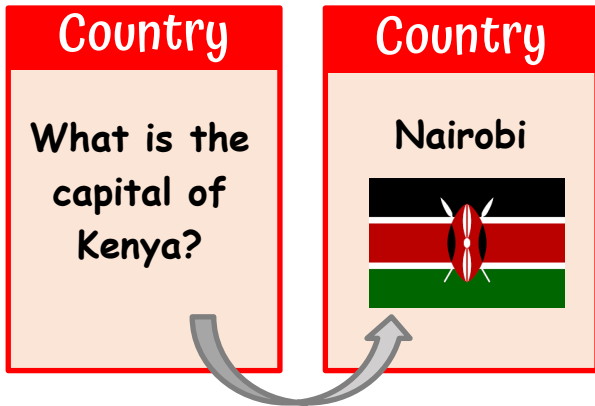 Country
What is the
capital of
Kenya?
Country
Nairobi